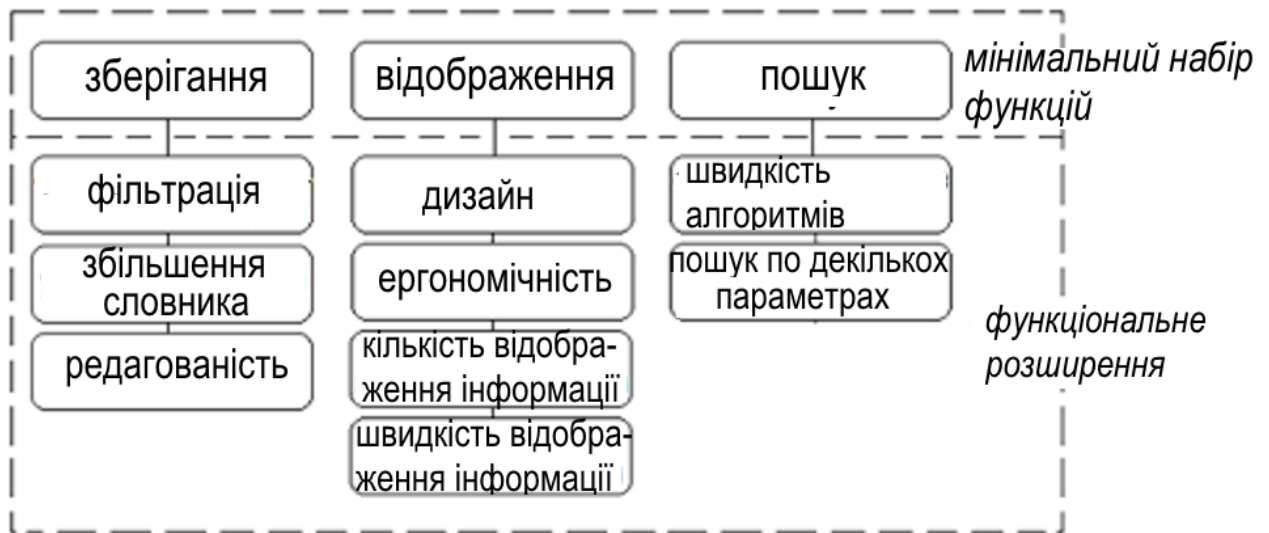 зберігання
відображення
пошук
мінімальний набір
функцій
фільтрація
дизайн
швидкість
алгоритмів
збільшення
словника
ергономічність
пошук по декількох
параметрах
редагованість
кількість відобра-
ження інформації
швидкість відобра-
ження інформації
функціональне
розширення